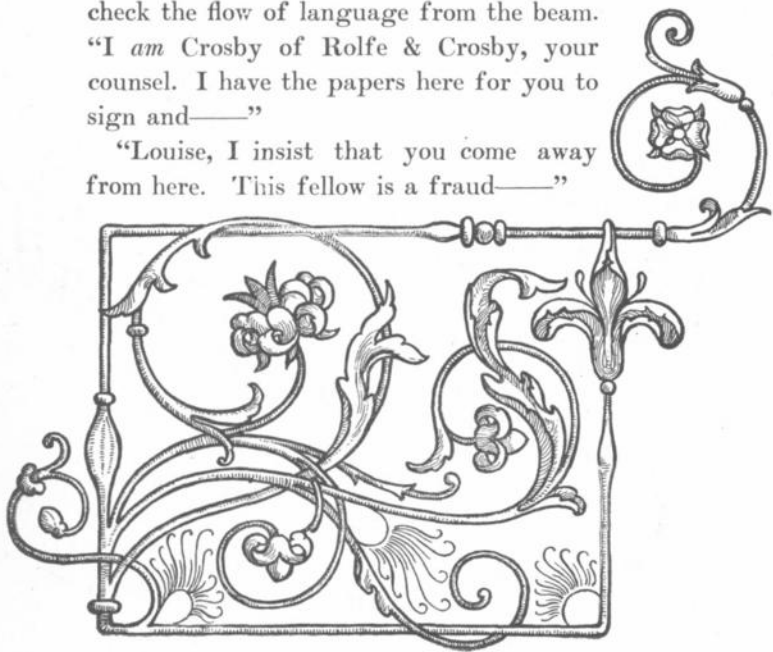 check the flow of language from the beam.
“I am Crosby of Rolfe & Crosby, your
counsel. I have the papers here for you to
sign and——”
“Louise, I insist that you come away
from here. This fellow is a fraud——”